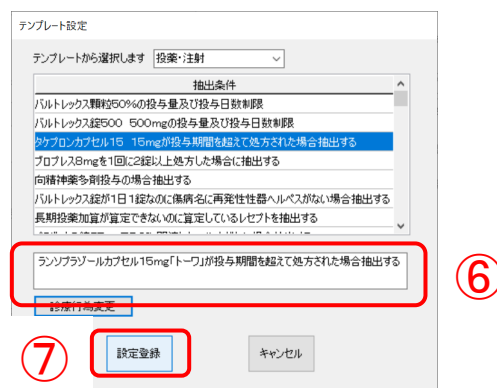 テンプレート設定
テンプレートから選択します 投薬・注射
抽出条件
バルトレックス顆粒50%の投与量及び投与日数制限
バルトレックス錠500 500mgの投与量及び投与日数制限
タケプロンカプセル15 15mgが投与期間を超えて処方された場合抽出する
ブロプレス8mgを1回に2錠以上処方した場合に抽出する
向精神薬多剤投与の場合抽出する
バルトレックス錠が1日1錠なのに傷病名に再発性性器ヘルペスがない場合抽出する
長期投薬加算が算定できないのに算定しているレセプトを抽出する
ランソプラゾールカプセル15mg「トーワ」が投与期間を超えて処方された場合抽出する
⑥
診療行為変更
⑦ 設定登録 キャンセル